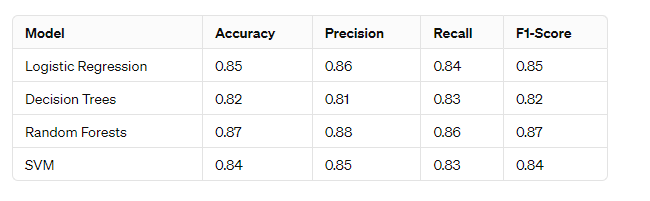 Model Accuracy Precision Recall F1-Score
Logistic Regression 0.85 0.86 0.84 0.85
Decision Trees 0.82 0.81 0.83 0.82
Random Forests 0.87 0.88 0.86 0.87
SVM 0.84 0.85 0.83 0.84